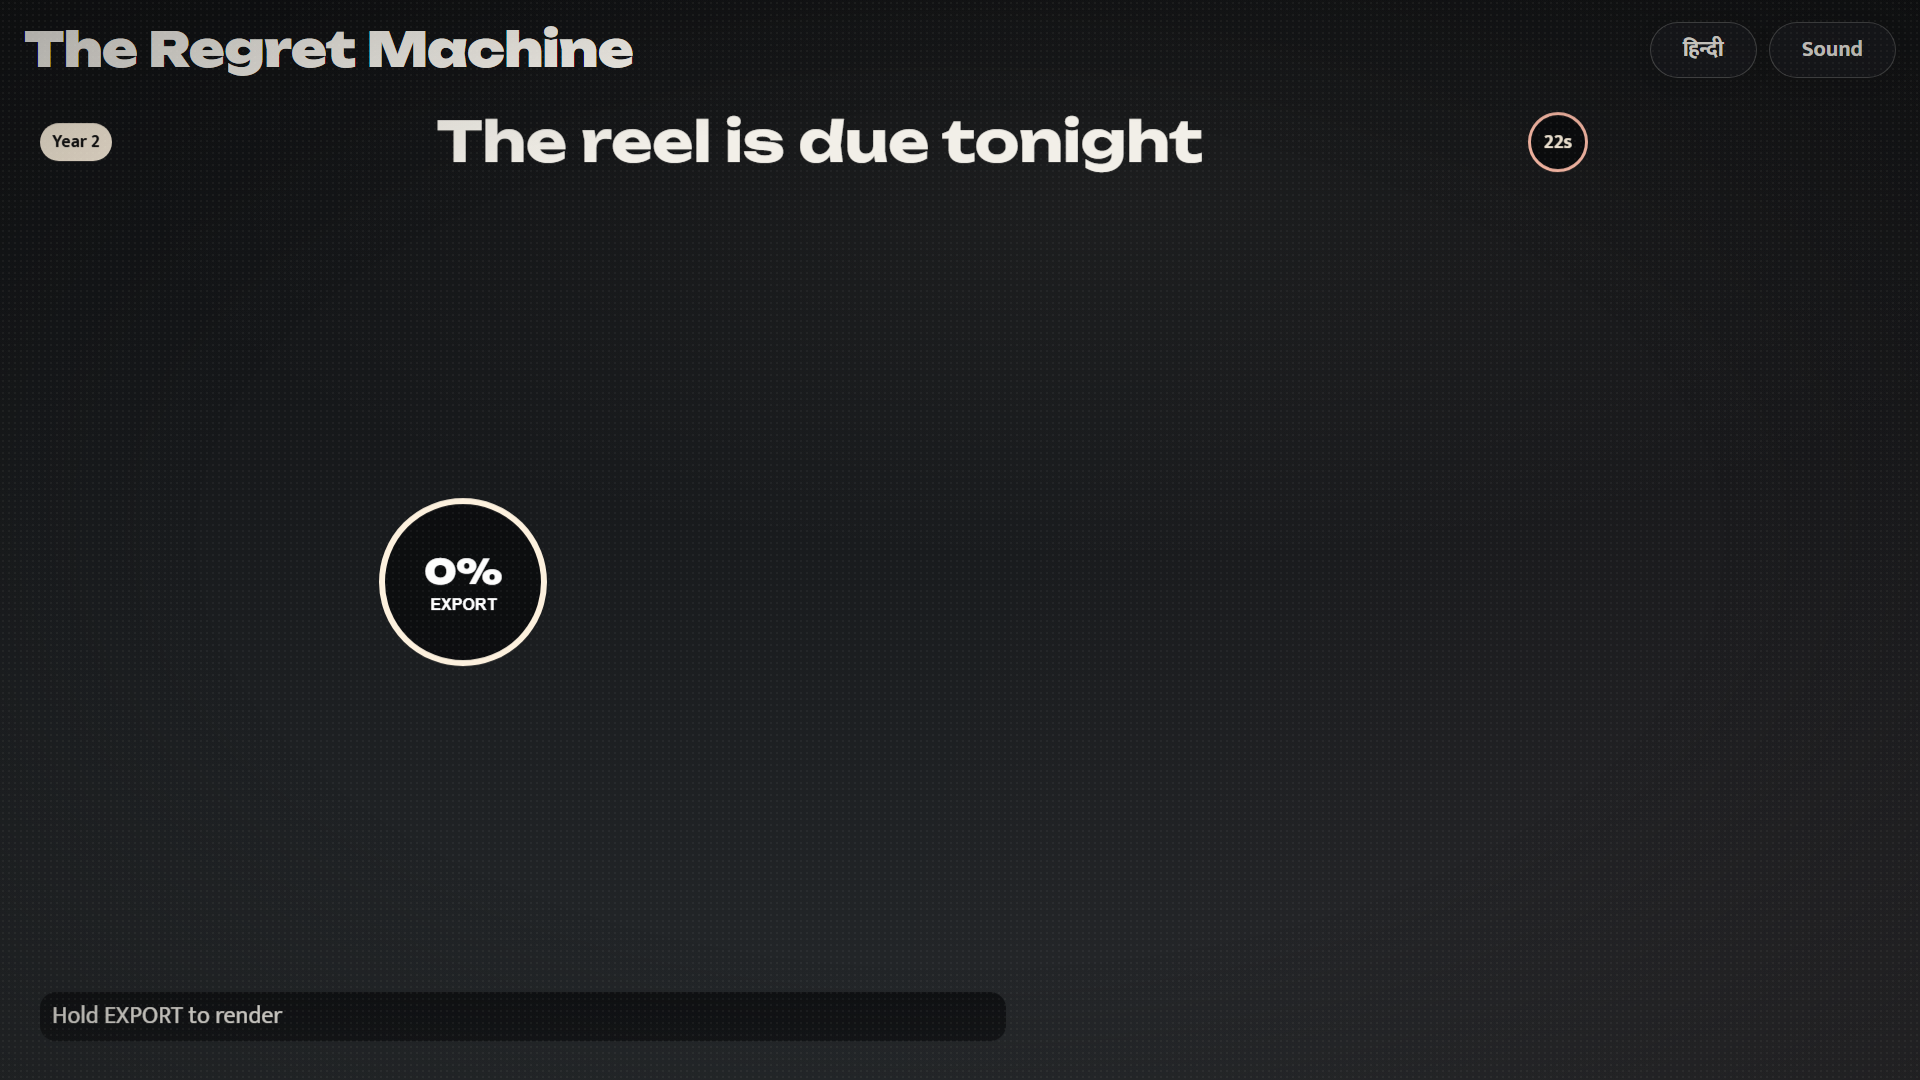 The Regret Machine
हिन्दी
Sound
Year 2
The reel is due tonight
22s
0%
EXPORT
Hold EXPORT to render